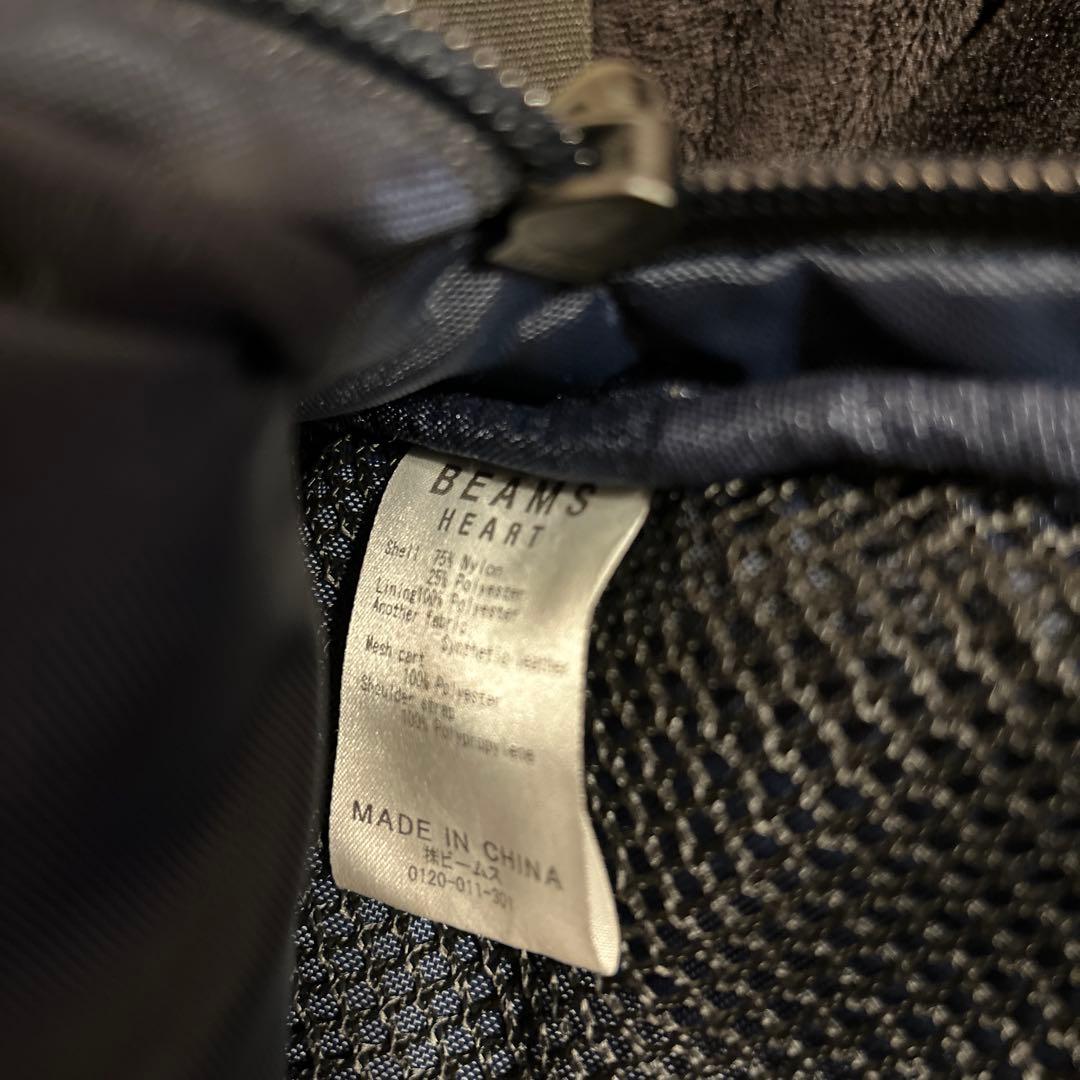 BEAMS
HEART
Shell 75% Nylon
25% Polyester
Lining100% Polyester
Another fabric
Synthetic leather
Mesh cart
100% Polyester
Shoulder strap
100% Polypropylene
MADE IN CHINA
㈱ビームス
0120-011-301